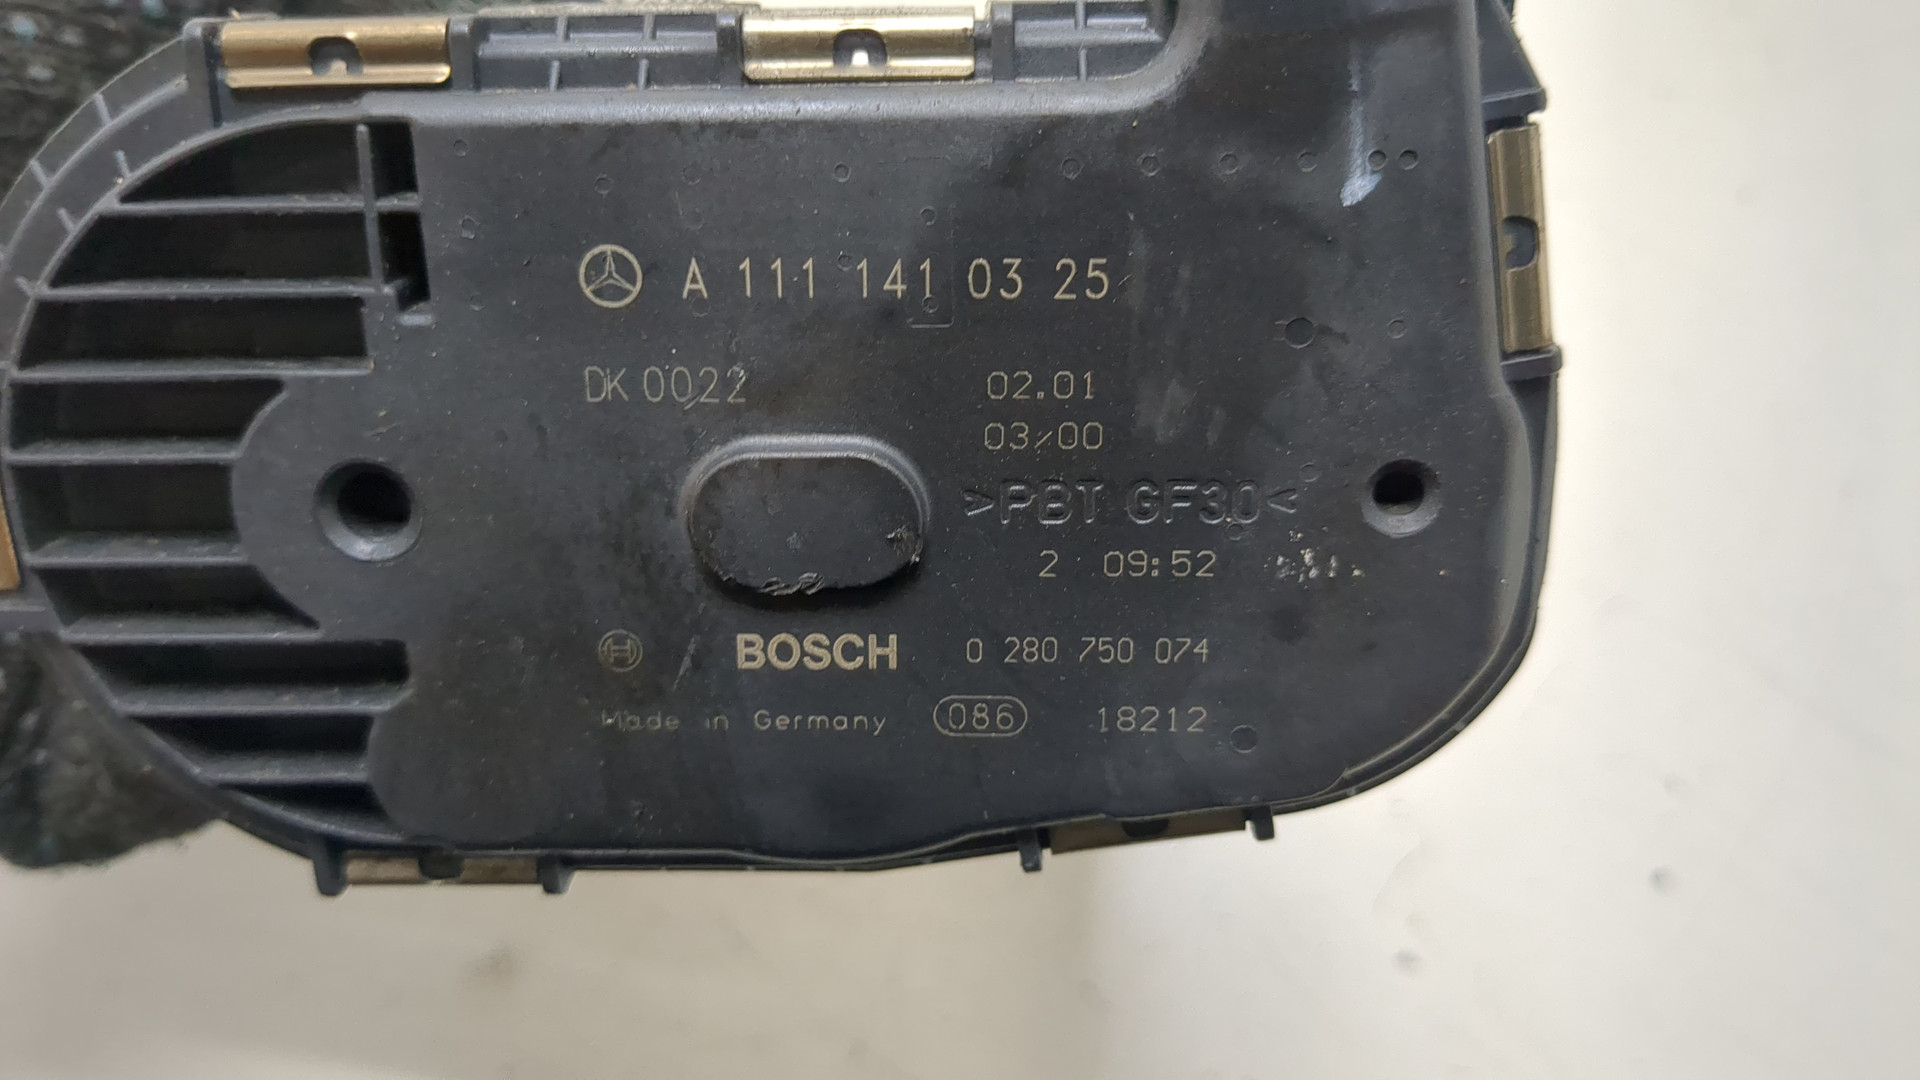 A 111 141 03 25
DK 0022 02.01
03/00
>PBT GF30<
2 09:52
BOSCH 0 280 750 074
Made in Germany 086 18212